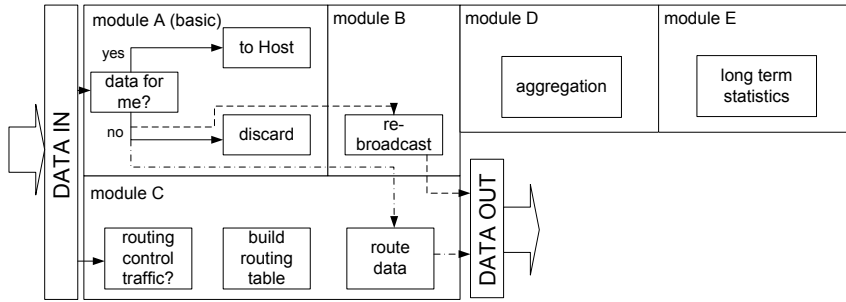 module A (basic)
module B
module D
module E
yes
to Host
data for
me?
no
discard
re-
broadcast
aggregation
long term
statistics
DATA IN
module C
routing
control
traffic?
build
routing
table
route
data
DATA OUT